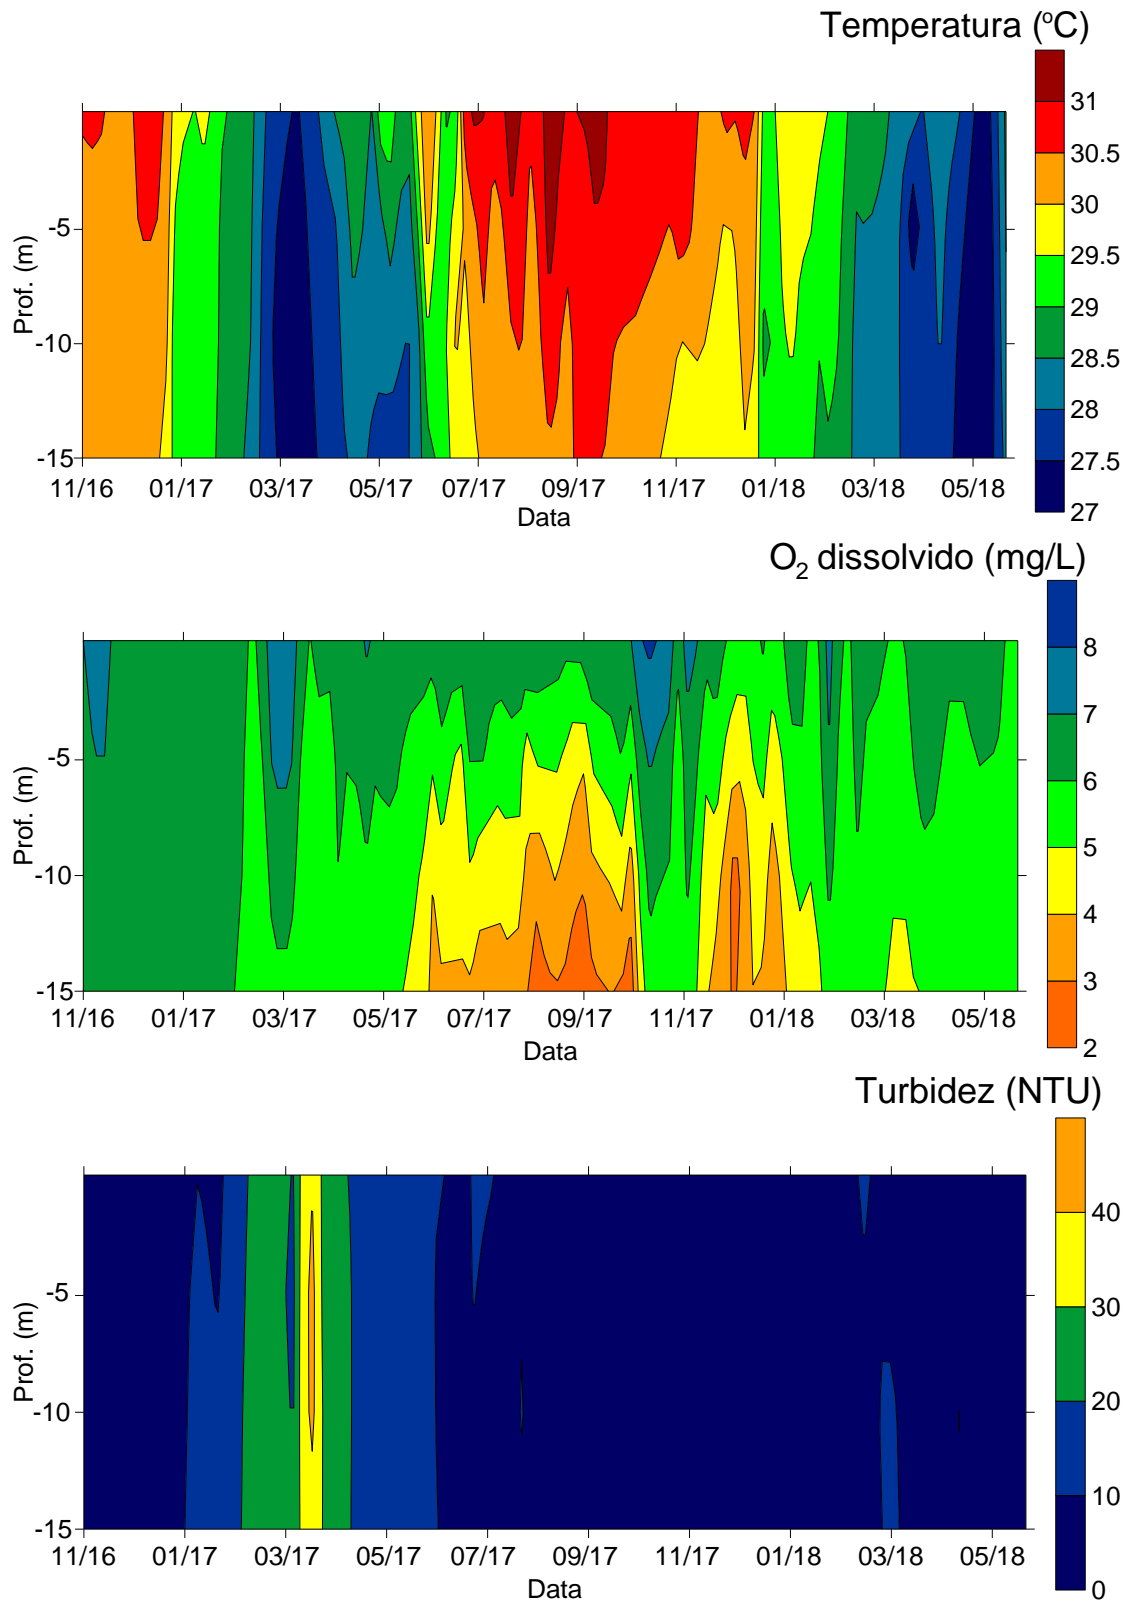 Temperatura (ºC)
31
30.5
30
29.5
29
28.5
28
27.5
27
Prof. (m)
-5
-10
-15
11/16 01/17 03/17 05/17 07/17 09/17 11/17 01/18 03/18 05/18
Data
O₂ dissolvido (mg/L)
8
7
6
5
4
3
2
Prof. (m)
-5
-10
-15
11/16 01/17 03/17 05/17 07/17 09/17 11/17 01/18 03/18 05/18
Data
Turbidez (NTU)
40
30
20
10
0
Prof. (m)
-5
-10
-15
11/16 01/17 03/17 05/17 07/17 09/17 11/17 01/18 03/18 05/18
Data